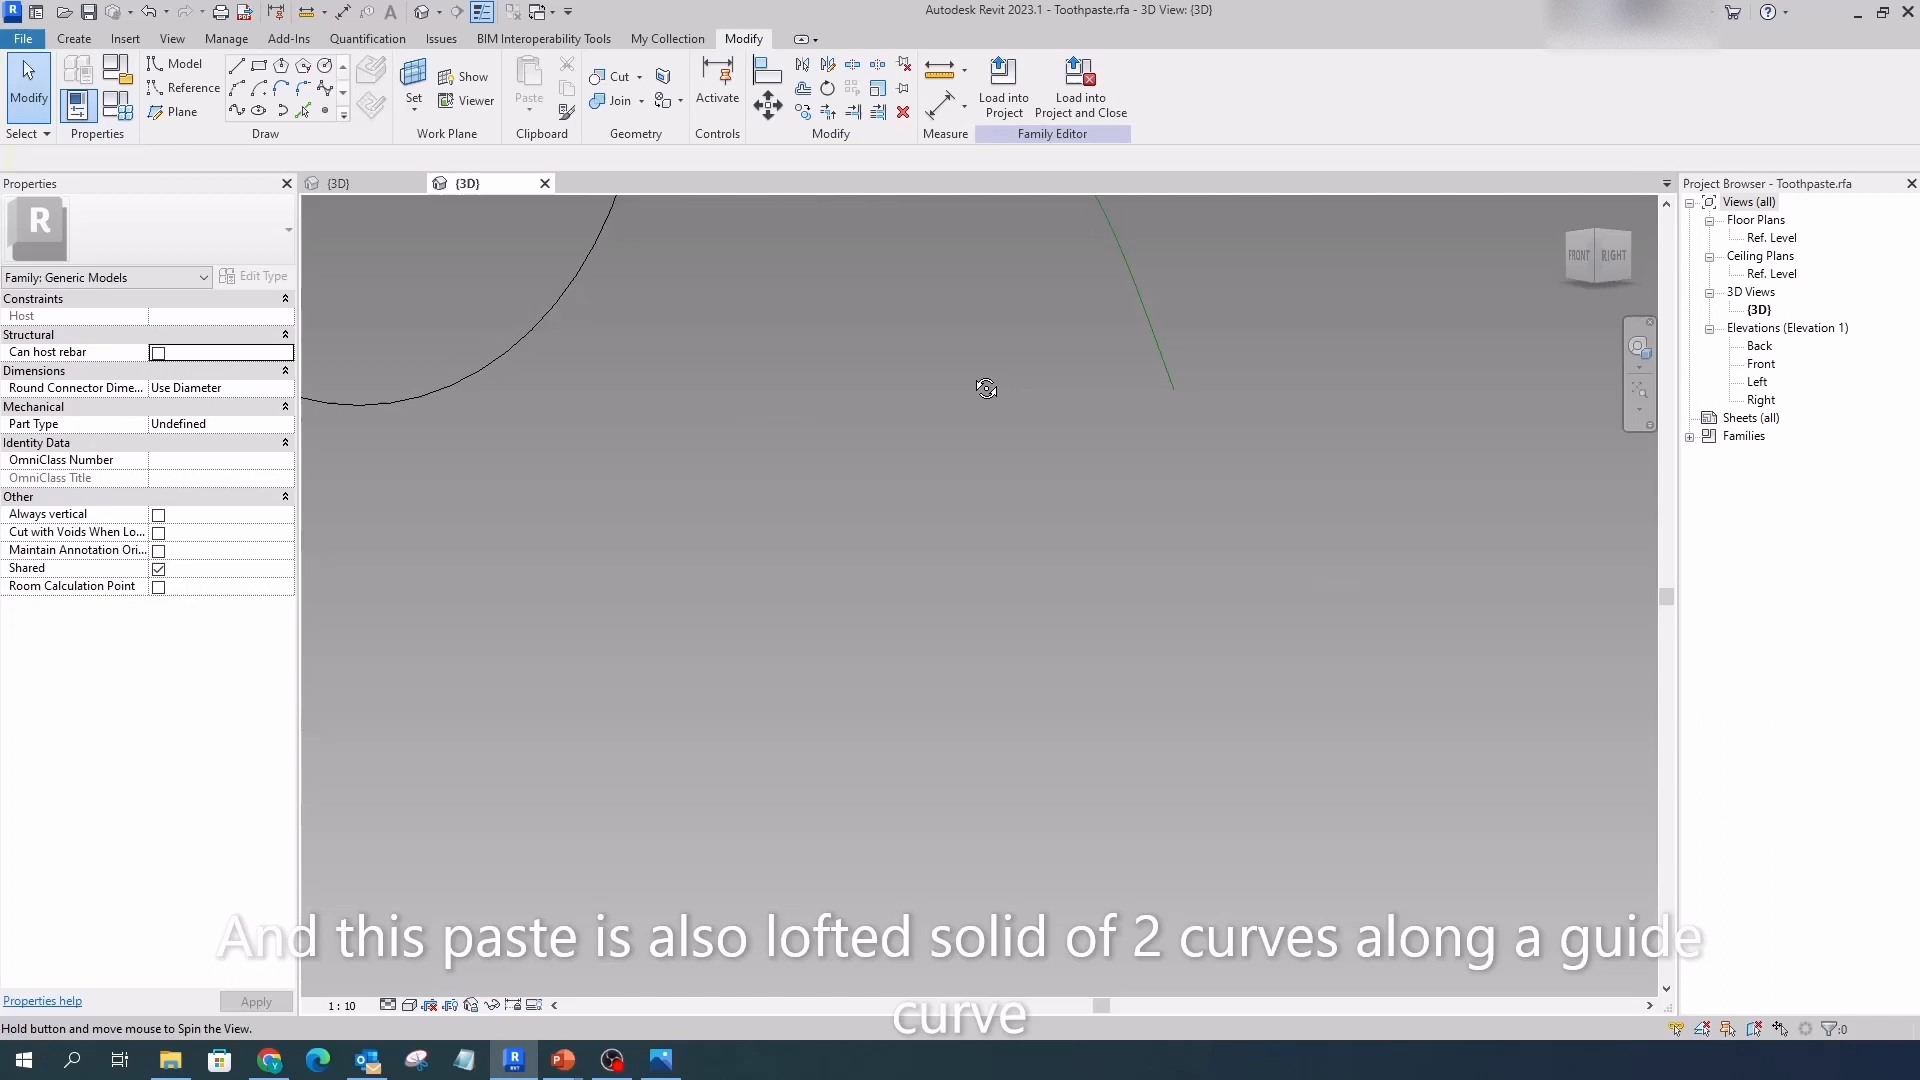 Autodesk Revit 2023.1 - Toothpaste.rfa - 3D View: {3D}
File Create Insert View Manage Add-Ins Quantification Issues BIM Interoperability Tools My Collection Modify
Modify
Select
Properties
Model
Reference
Plane
Draw
Set
Show
Viewer
Work Plane
Paste
Clipboard
Cut
Join
Geometry
Activate
Controls
Modify
Measure
Load into
Project
Load into
Project and Close
Family Editor
Properties
{3D}
{3D}
R
Family: Generic Models
Edit Type
Constraints
Host
Structural
Can host rebar
Dimensions
Round Connector Dime... Use Diameter
Mechanical
Part Type Undefined
Identity Data
OmniClass Number
OmniClass Title
Other
Always vertical
Cut with Voids When Lo...
Maintain Annotation Ori...
Shared
Room Calculation Point
Properties help
Apply
FRONT RIGHT
Project Browser - Toothpaste.rfa
Views (all)
Floor Plans
Ref. Level
Ceiling Plans
Ref. Level
3D Views
{3D}
Elevations (Elevation 1)
Back
Front
Left
Right
Sheets (all)
Families
And this paste is also lofted solid of 2 curves along a guide
curve
1 : 10
Hold button and move mouse to Spin the View.
:0